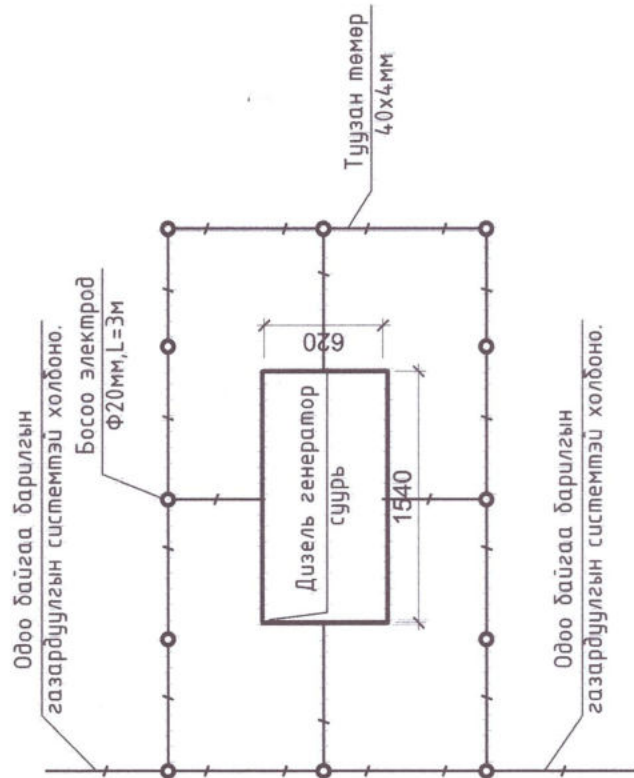 Одоо байгаа барилгын
газардуулгын системтэй холбоно.
Босоо электрод
Ф20мм,L=3м
Туузан төмөр
40x4мм
620
Дизель генератор
суурь
1540
Одоо байгаа барилгын
газардуулгын системтэй холбоно.